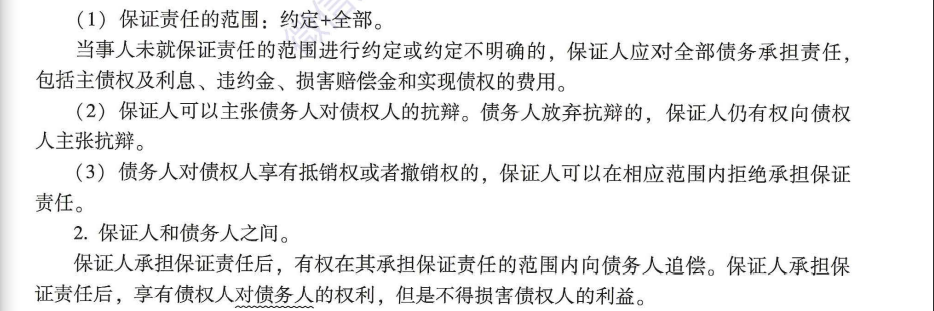 （1）保证责任的范围：约定+全部。
当事人未就保证责任的范围进行约定或约定不明确的，保证人应对全部债务承担责任，
包括主债权及利息、违约金、损害赔偿金和实现债权的费用。
（2）保证人可以主张债务人对债权人的抗辩。债务人放弃抗辩的，保证人仍有权向债权
人主张抗辩。
（3）债务人对债权人享有抵销权或者撤销权的，保证人可以在相应范围内拒绝承担保证
责任。
2. 保证人和债务人之间。
保证人承担保证责任后，有权在其承担保证责任的范围内向债务人追偿。保证人承担保
证责任后，享有债权人对债务人的权利，但是不得损害债权人的利益。